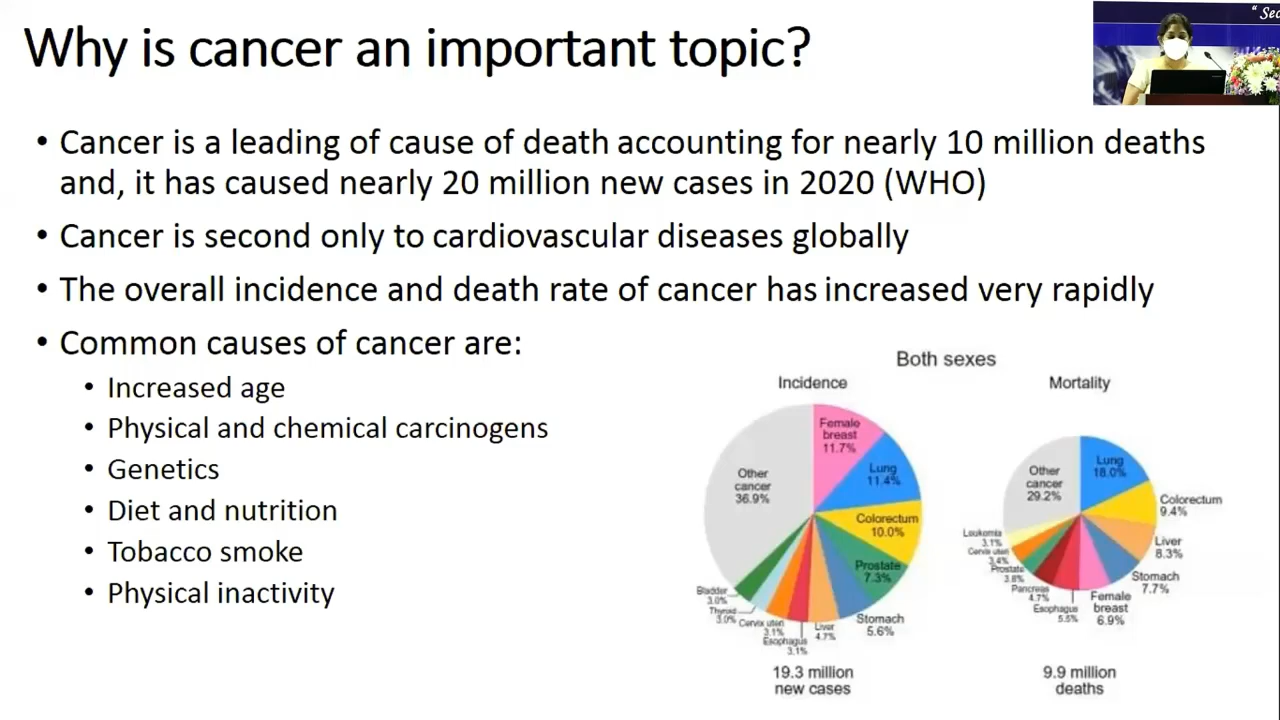 Why is cancer an important topic?
“ Sec
• Cancer is a leading of cause of death accounting for nearly 10 million deaths
and, it has caused nearly 20 million new cases in 2020 (WHO)
• Cancer is second only to cardiovascular diseases globally
• The overall incidence and death rate of cancer has increased very rapidly
• Common causes of cancer are:
• Increased age
• Physical and chemical carcinogens
• Genetics
• Diet and nutrition
• Tobacco smoke
• Physical inactivity
Both sexes
Incidence
Female
breast
11.7%
Lung
11.4%
Colorectum
10.0%
Prostate
7.3%
Stomach
5.6%
Liver
4.7%
Esophagus
3.1%
Cervix uteri
3.1%
Thyroid
3.0%
Bladder
3.0%
Other
cancer
36.9%
19.3 million
new cases
Mortality
Lung
18.0%
Colorectum
9.4%
Liver
8.3%
Stomach
7.7%
Female
breast
6.9%
Esophagus
5.5%
Pancreas
4.7%
Prostate
3.8%
Cervix uteri
3.4%
Leukemia
3.1%
Other
cancer
29.2%
9.9 million
deaths